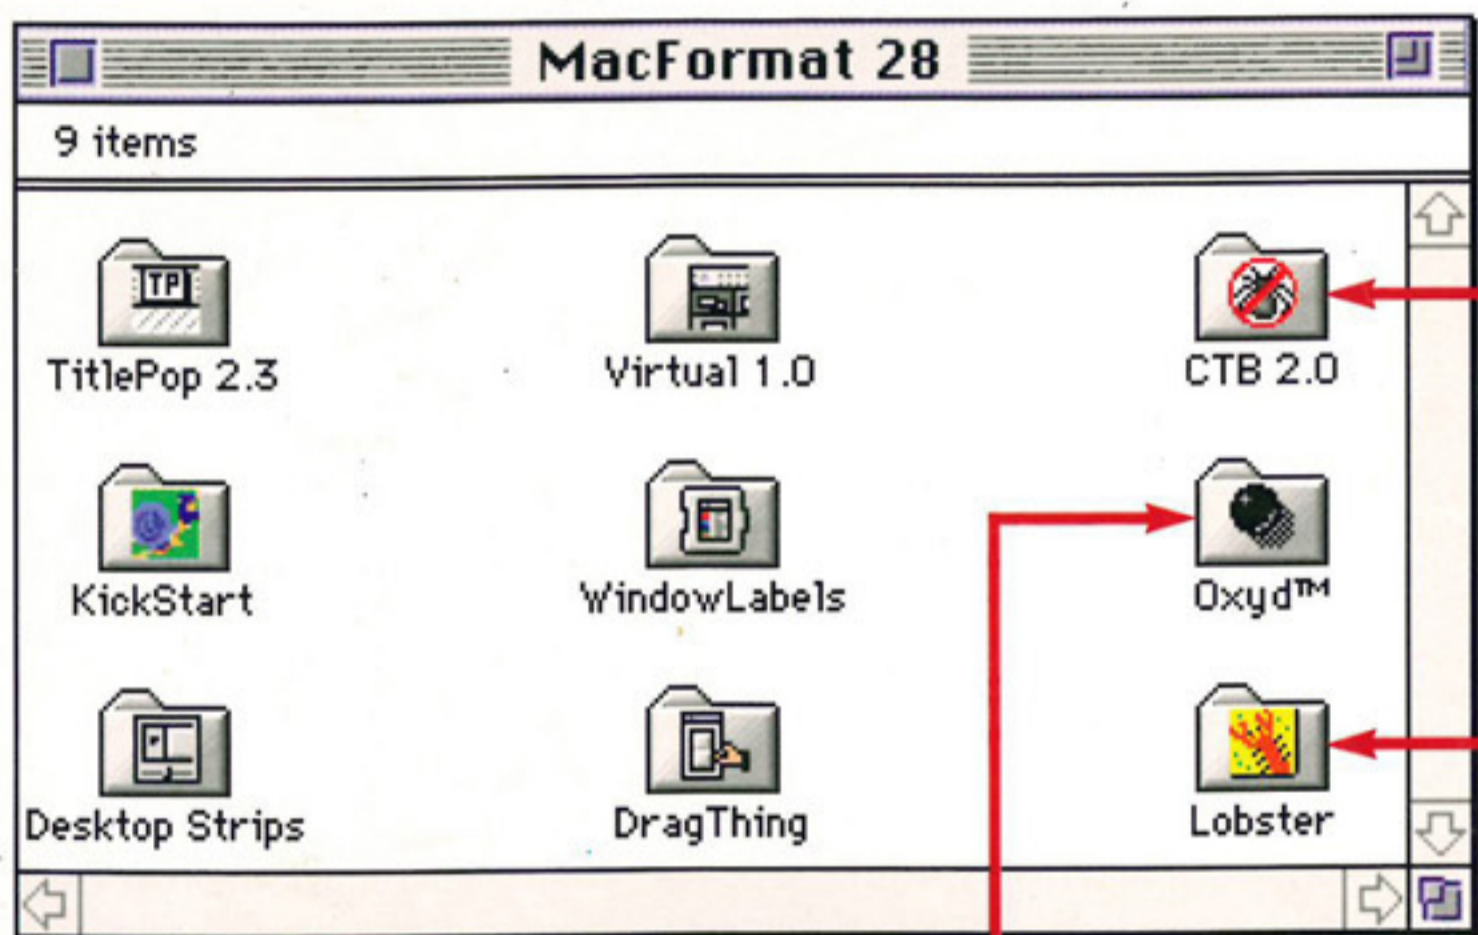 MacFormat 28
9 items
TP
TitlePop 2.3
Virtual 1.0
CTB 2.0
KickStart
WindowLabels
Oxyd™
Desktop Strips
DragThing
Lobster